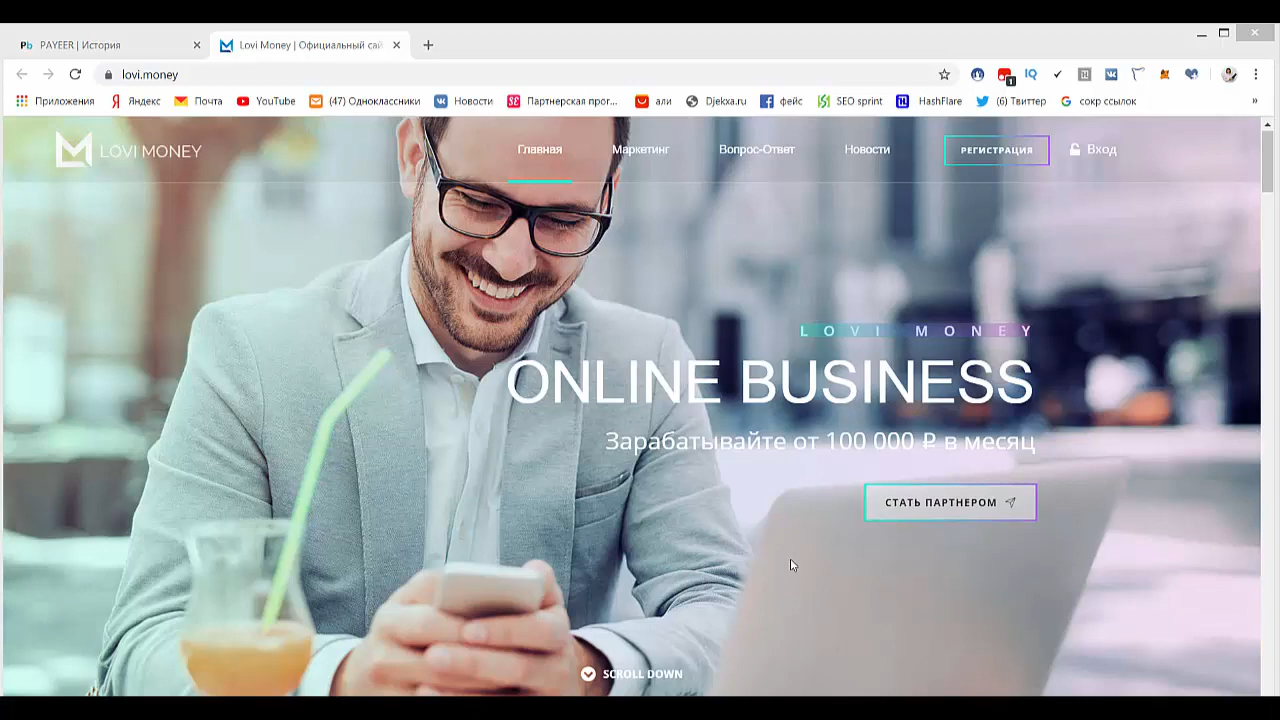 PAYEER | История
Lovi Money | Официальный сай
lovi.money
1
IQ
Приложения
Яндекс
Почта
YouTube
(47) Одноклассники
Новости
Партнерская прог...
али
Djekxa.ru
фейс
SEO sprint
HashFlare
(6) Твиттер
сокр ссылок
»
LOVI MONEY
Главная
Маркетинг
Вопрос-Ответ
Новости
РЕГИСТРАЦИЯ
Вход
LOVI MONEY
ONLINE BUSINESS
Зарабатывайте от 100 000 ₽ в месяц
СТАТЬ ПАРТНЕРОМ
SCROLL DOWN